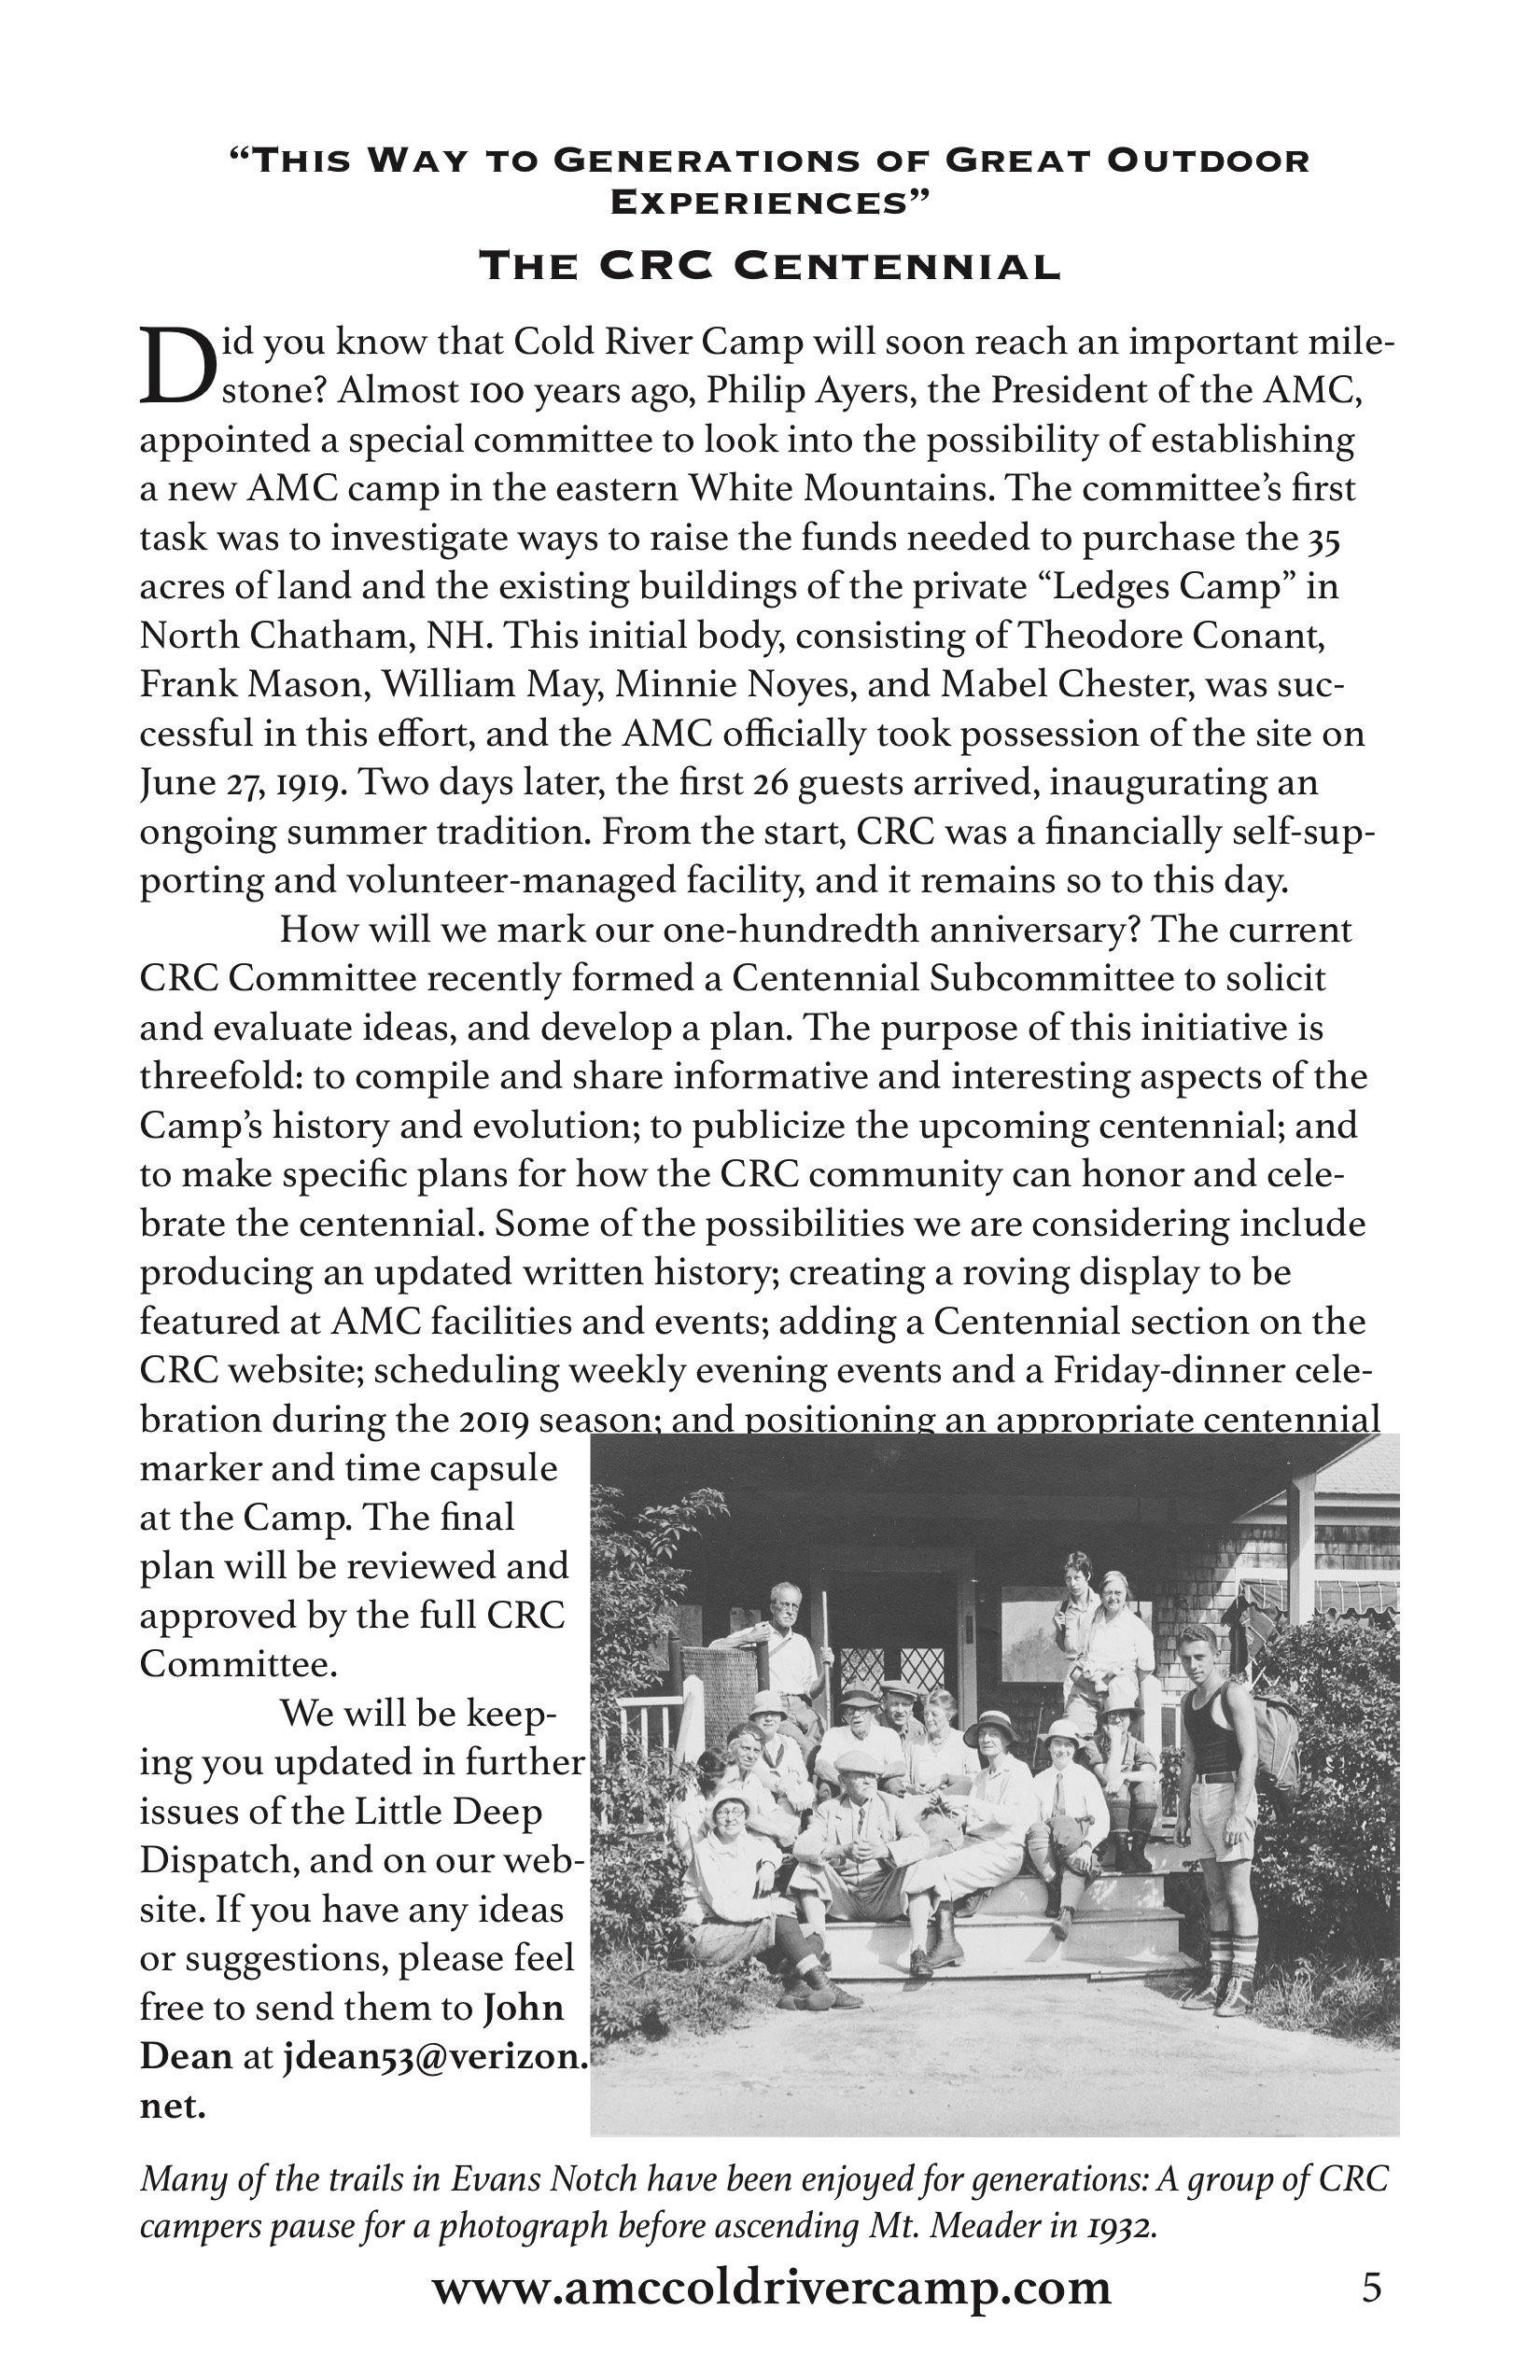 “This Way to Generations of Great Outdoor
Experiences”
The CRC Centennial
Did you know that Cold River Camp will soon reach an important mile-
stone? Almost 100 years ago, Philip Ayers, the President of the AMC,
appointed a special committee to look into the possibility of establishing
a new AMC camp in the eastern White Mountains. The committee’s first
task was to investigate ways to raise the funds needed to purchase the 35
acres of land and the existing buildings of the private “Ledges Camp” in
North Chatham, NH. This initial body, consisting of Theodore Conant,
Frank Mason, William May, Minnie Noyes, and Mabel Chester, was suc-
cessful in this effort, and the AMC officially took possession of the site on
June 27, 1919. Two days later, the first 26 guests arrived, inaugurating an
ongoing summer tradition. From the start, CRC was a financially self-sup-
porting and volunteer-managed facility, and it remains so to this day.
How will we mark our one-hundredth anniversary? The current
CRC Committee recently formed a Centennial Subcommittee to solicit
and evaluate ideas, and develop a plan. The purpose of this initiative is
threefold: to compile and share informative and interesting aspects of the
Camp’s history and evolution; to publicize the upcoming centennial; and
to make specific plans for how the CRC community can honor and cele-
brate the centennial. Some of the possibilities we are considering include
producing an updated written history; creating a roving display to be
featured at AMC facilities and events; adding a Centennial section on the
CRC website; scheduling weekly evening events and a Friday-dinner cele-
bration during the 2019 season; and positioning an appropriate centennial
marker and time capsule
at the Camp. The final
plan will be reviewed and
approved by the full CRC
Committee.
We will be keep-
ing you updated in further
issues of the Little Deep
Dispatch, and on our web-
site. If you have any ideas
or suggestions, please feel
free to send them to John
Dean at jdean53@verizon.
net.
Many of the trails in Evans Notch have been enjoyed for generations: A group of CRC
campers pause for a photograph before ascending Mt. Meader in 1932.
www.amccoldrivercamp.com
5